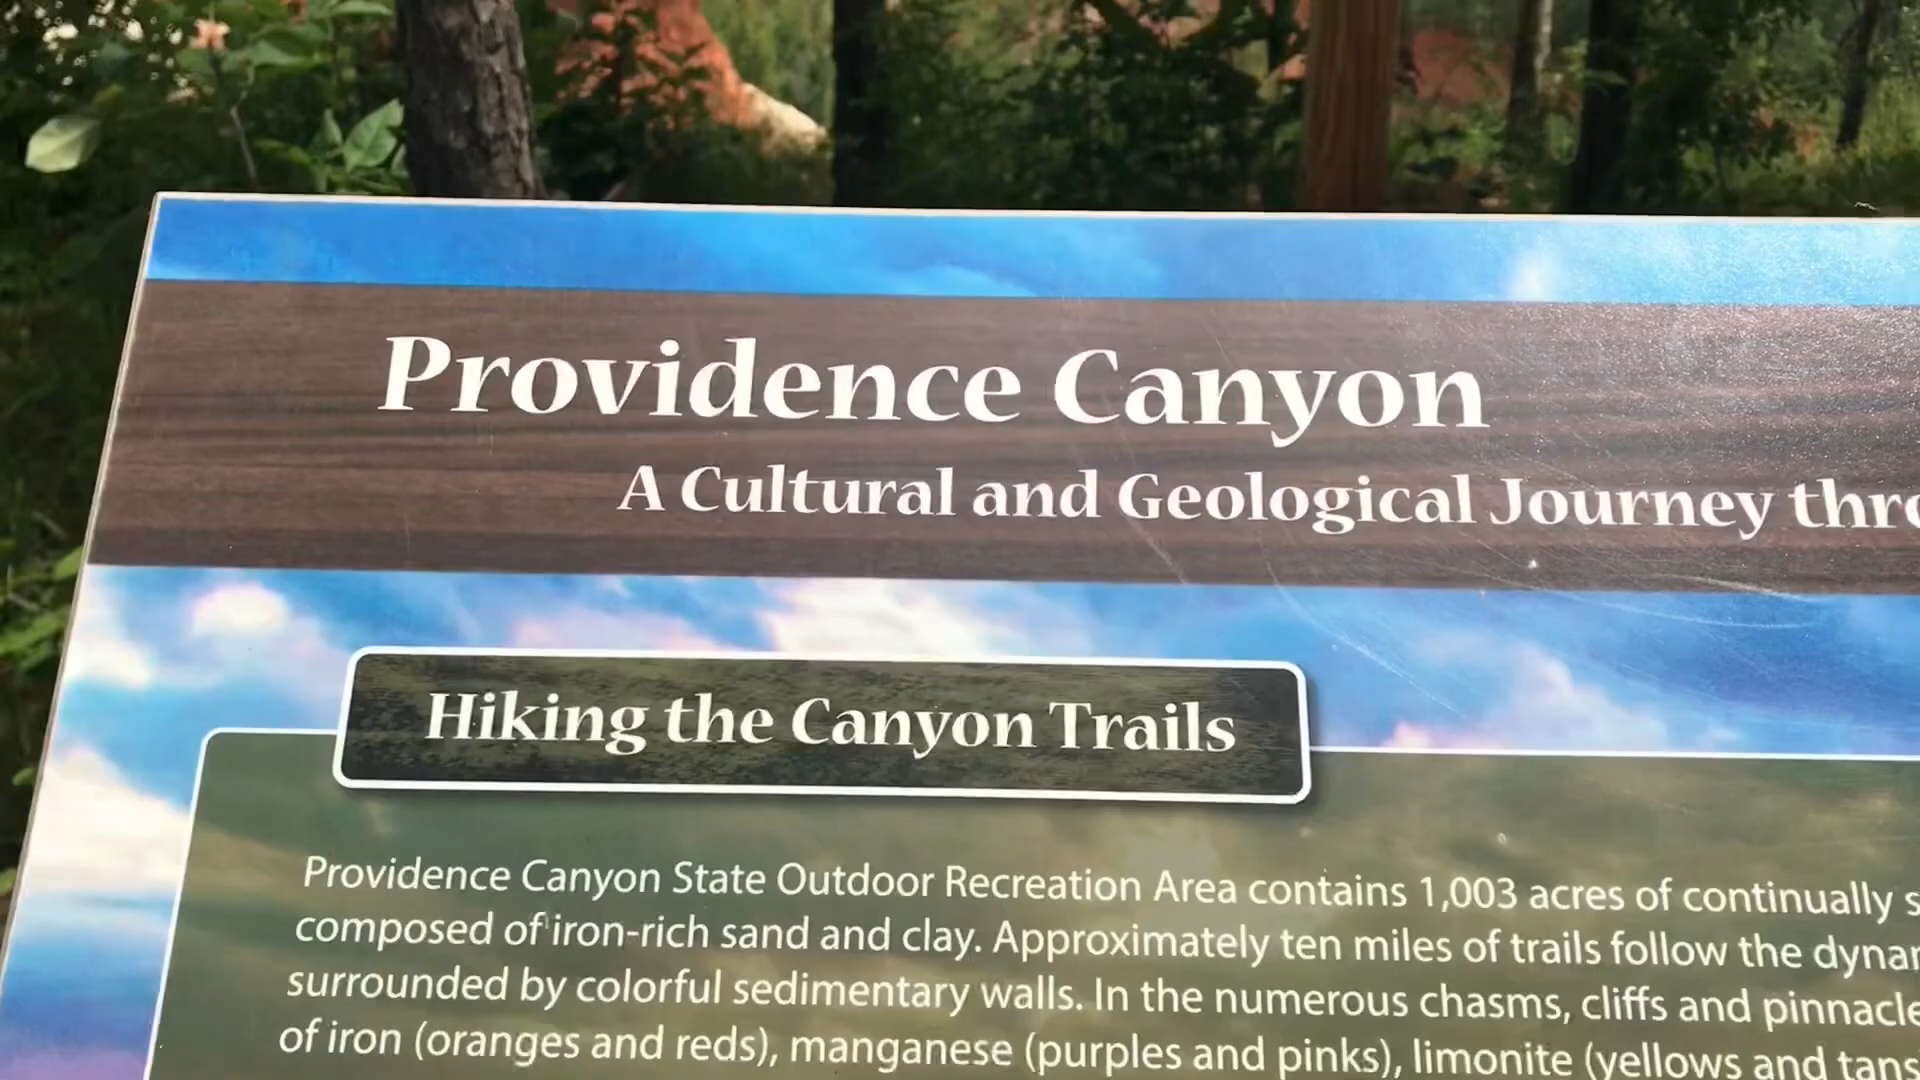 Providence Canyon
A Cultural and Geological Journey
Hiking the Canyon Trails
Providence Canyon State Outdoor Recreation Area contains 1,003 acres of continually
composed of iron-rich sand and clay. Approximately ten miles of trails follow the
surrounded by colorful sedimentary walls. In the numerous chasms, cliffs and
of iron (oranges and reds), manganese (purples and pinks), limonite (yellows and tans